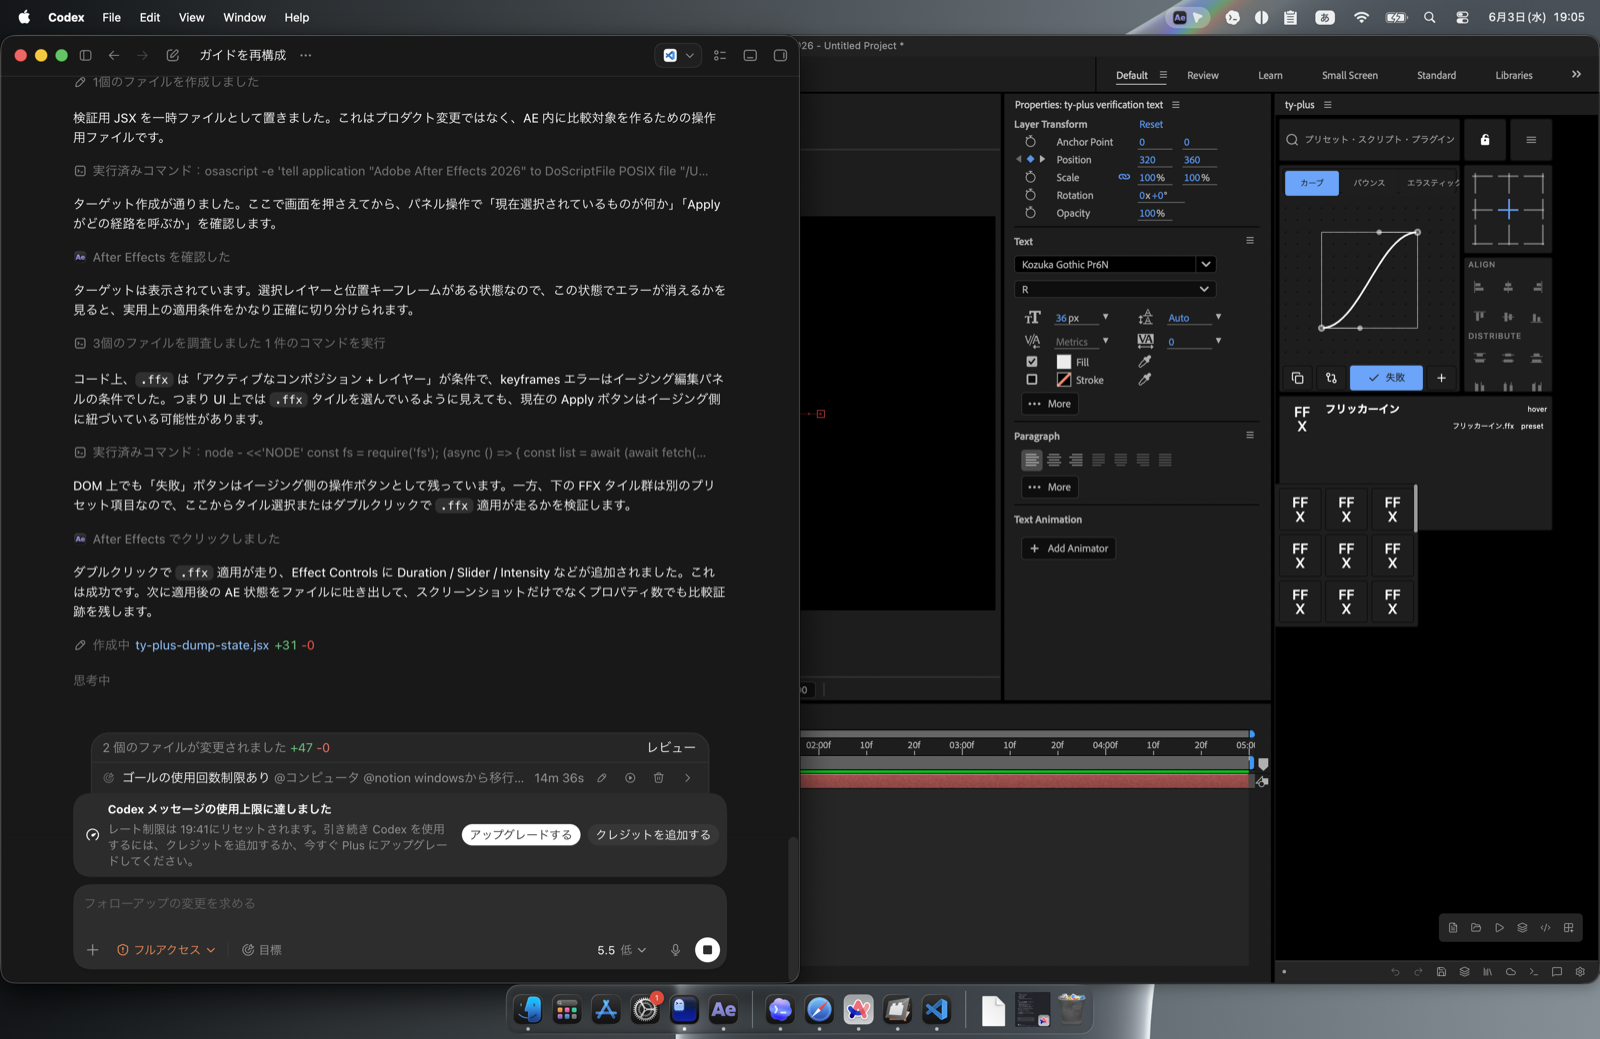 Codex File Edit View Window Help
あ 6月3日(水) 19:05
ガイドを再構成 …
1個のファイルを作成しました
検証用 JSX を一時ファイルとして置きました。これはプロダクト変更ではなく、AE 内に比較対象を作るための操作
用ファイルです。
実行済みコマンド：osascript -e 'tell application "Adobe After Effects 2026" to DoScriptFile POSIX file "/U...
ターゲット作成が通りました。ここで画面を押さえてから、パネル操作で「現在選択されているものが何か」「Apply
がどの経路を呼ぶか」を確認します。
Ae After Effects を確認した
ターゲットは表示されています。選択レイヤーと位置キーフレームがある状態なので、この状態でエラーが消えるかを
見ると、実用上の適用条件をかなり正確に切り分けられます。
3個のファイルを調査しました 1 件のコマンドを実行
コード上、 .ffx は「アクティブなコンポジション + レイヤー」が条件で、keyframes エラーはイージング編集パネ
ルの条件でした。つまり UI 上では .ffx タイルを選んでいるように見えても、現在の Apply ボタンはイージング側
に紐づいている可能性があります。
実行済みコマンド：node - <<'NODE' const fs = require('fs'); (async () => { const list = await (await fetch(...
DOM 上でも「失敗」ボタンはイージング側の操作ボタンとして残っています。一方、下の FFX タイル群は別のプリ
セット項目なので、ここからタイル選択またはダブルクリックで .ffx 適用が走るかを検証します。
Ae After Effects でクリックしました
ダブルクリックで .ffx 適用が走り、Effect Controls に Duration / Slider / Intensity などが追加されました。これ
は成功です。次に適用後の AE 状態をファイルに吐き出して、スクリーンショットだけでなくプロパティ数でも比較証
跡を残します。
作成中 ty-plus-dump-state.jsx +31 -0
思考中
2 個のファイルが変更されました +47 -0 レビュー
ゴールの使用回数制限あり @コンピュータ @notion windowsから移行... 14m 36s
Codex メッセージの使用上限に達しました
レート制限は 19:41にリセットされます。引き続き Codex を使用
するには、クレジットを追加するか、今すぐ Plus にアップグレー
ドしてください。
アップグレードする クレジットを追加する
フォローアップの変更を求める
フルアクセス 目標 5.5 低
26 - Untitled Project *
Default Review Learn Small Screen Standard Libraries
Properties: ty-plus verification text
Layer Transform Reset
Anchor Point 0 0
Position 320 360
Scale 100% 100%
Rotation 0x+0°
Opacity 100%
Text
Kozuka Gothic Pr6N
R
36 px Auto
Metrics 0
Fill
Stroke
More
Paragraph
More
Text Animation
+ Add Animator
02:00f 10f 20f 03:00f 10f 20f 04:00f 10f 20f
ty-plus
プリセット・スクリプト・プラグイン
カーブ バウンス エラスティック
ALIGN
DISTRIBUTE
失敗
FFX フリッカーイン hover
フリッカーイン.ffx preset
FFX FFX FFX
FFX FFX FFX
FFX FFX FFX
1
Ae